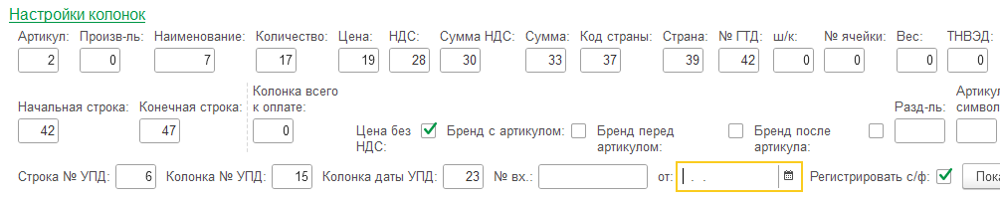 Настройки колонок
Артикул: Произв-ль: Наименование: Количество: Цена: НДС: Сумма НДС: Сумма: Код страны: Страна: № ГТД: ш/к: № ячейки: Вес: ТНВЭД:
2 0 7 17 19 28 30 33 37 39 42 0 0 0 0
Колонка всего Артикул
Начальная строка: Конечная строка: к оплате: Разд-ль: символ
42 47 0
Цена без Бренд с артикулом: Бренд перед Бренд после
НДС: артикулом: артикула:
Строка № УПД: 6 Колонка № УПД: 15 Колонка даты УПД: 23 № вх.: от: . . Регистрировать с/ф: Пока